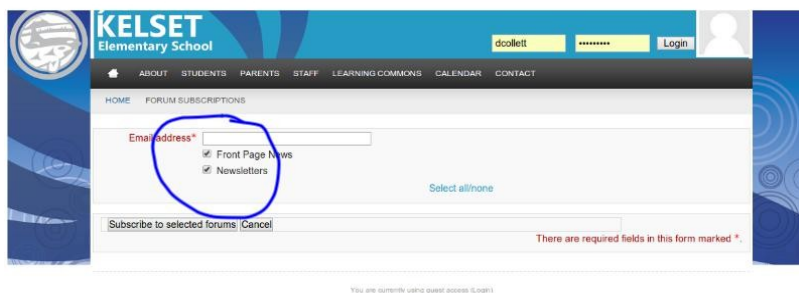 ḰELSET
Elementary School
dcollett ••••••••• Login
ABOUT STUDENTS PARENTS STAFF LEARNING COMMONS CALENDAR CONTACT
HOME FORUM SUBSCRIPTIONS
Email address*
Front Page News
Newsletters
Select all/none
Subscribe to selected forums Cancel
There are required fields in this form marked *.
You are currently using guest access (Login)